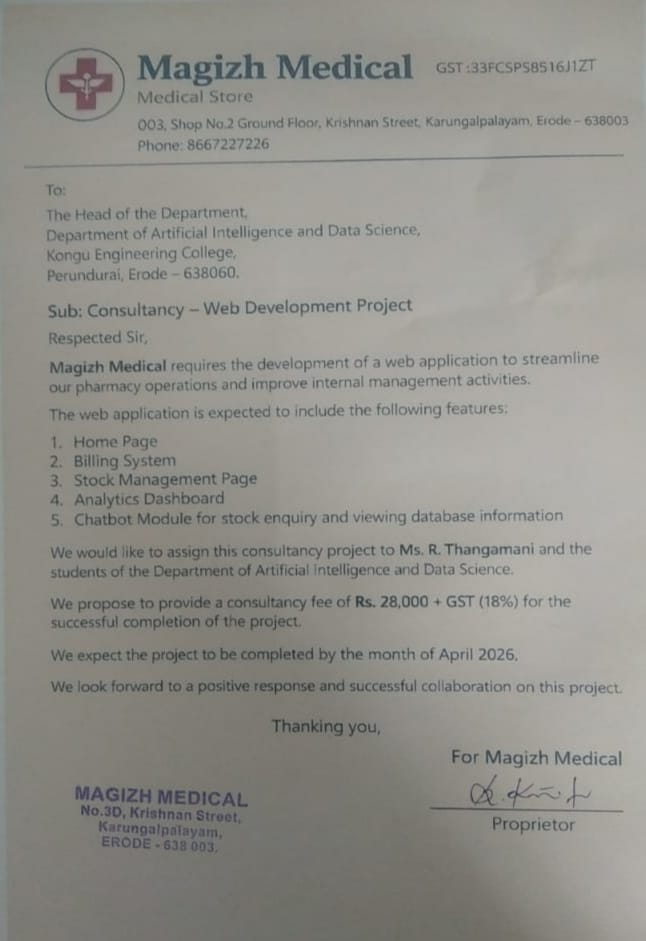 Magizh Medical
GST :33FCSPS8516J1ZT
Medical Store
003, Shop No.2 Ground Floor, Krishnan Street, Karungalpalayam, Erode – 638003
Phone: 8667227226
To:
The Head of the Department,
Department of Artificial Intelligence and Data Science,
Kongu Engineering College,
Perundurai, Erode – 638060.
Sub: Consultancy – Web Development Project
Respected Sir,
Magizh Medical requires the development of a web application to streamline
our pharmacy operations and improve internal management activities.
The web application is expected to include the following features:
1. Home Page
2. Billing System
3. Stock Management Page
4. Analytics Dashboard
5. Chatbot Module for stock enquiry and viewing database information
We would like to assign this consultancy project to Ms. R. Thangamani and the
students of the Department of Artificial Intelligence and Data Science.
We propose to provide a consultancy fee of Rs. 28,000 + GST (18%) for the
successful completion of the project.
We expect the project to be completed by the month of April 2026.
We look forward to a positive response and successful collaboration on this project.
Thanking you,
For Magizh Medical
Proprietor
MAGIZH MEDICAL
No.3D, Krishnan Street,
Karungalpalayam,
ERODE - 638 003.